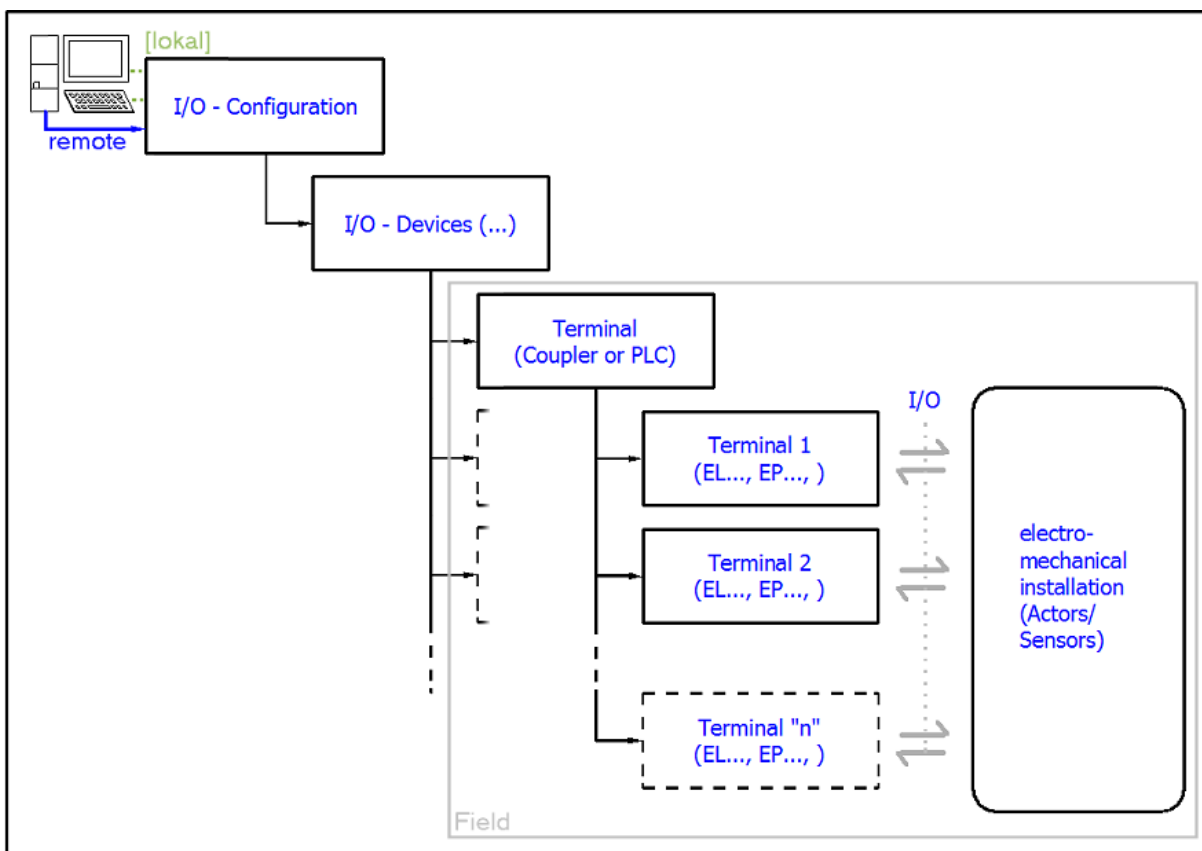 [lokal]
I/O - Configuration
remote
I/O - Devices (...)
Terminal
(Coupler or PLC)
I/O
Terminal 1
(EL..., EP..., )
Terminal 2
(EL..., EP..., )
electro-
mechanical
installation
(Actors/
Sensors)
Terminal "n"
(EL..., EP..., )
Field